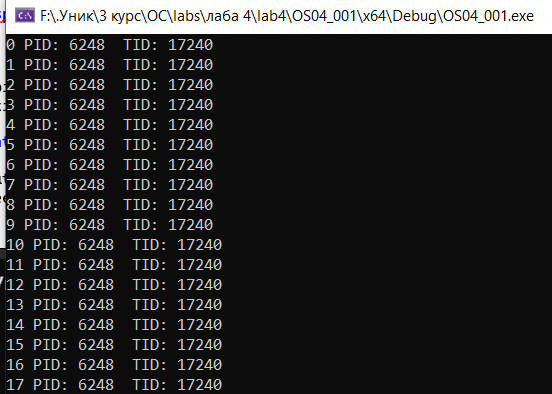 F:\.Уник\3 курс\ОС\labs\лаба 4\lab4\OS04_001\x64\Debug\OS04_001.exe
0 PID: 6248  TID: 17240
1 PID: 6248  TID: 17240
2 PID: 6248  TID: 17240
3 PID: 6248  TID: 17240
4 PID: 6248  TID: 17240
5 PID: 6248  TID: 17240
6 PID: 6248  TID: 17240
7 PID: 6248  TID: 17240
8 PID: 6248  TID: 17240
9 PID: 6248  TID: 17240
10 PID: 6248  TID: 17240
11 PID: 6248  TID: 17240
12 PID: 6248  TID: 17240
13 PID: 6248  TID: 17240
14 PID: 6248  TID: 17240
15 PID: 6248  TID: 17240
16 PID: 6248  TID: 17240
17 PID: 6248  TID: 17240